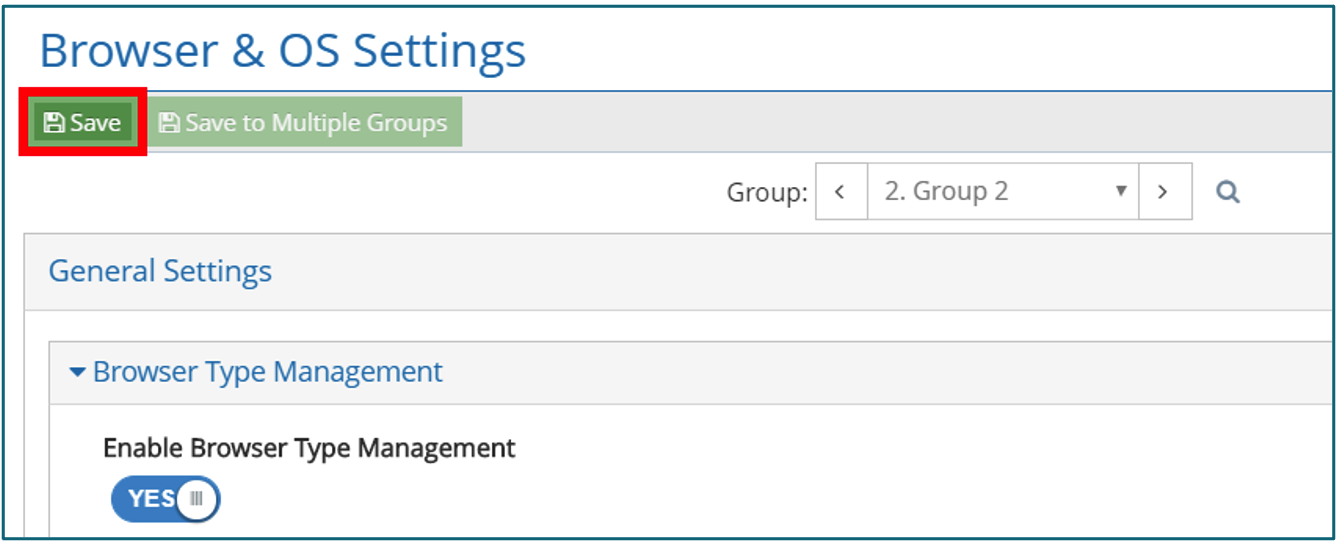 Browser & OS Settings
Save Save to Multiple Groups
Group: < 2. Group 2 ▼ >
General Settings
Browser Type Management
Enable Browser Type Management
YES